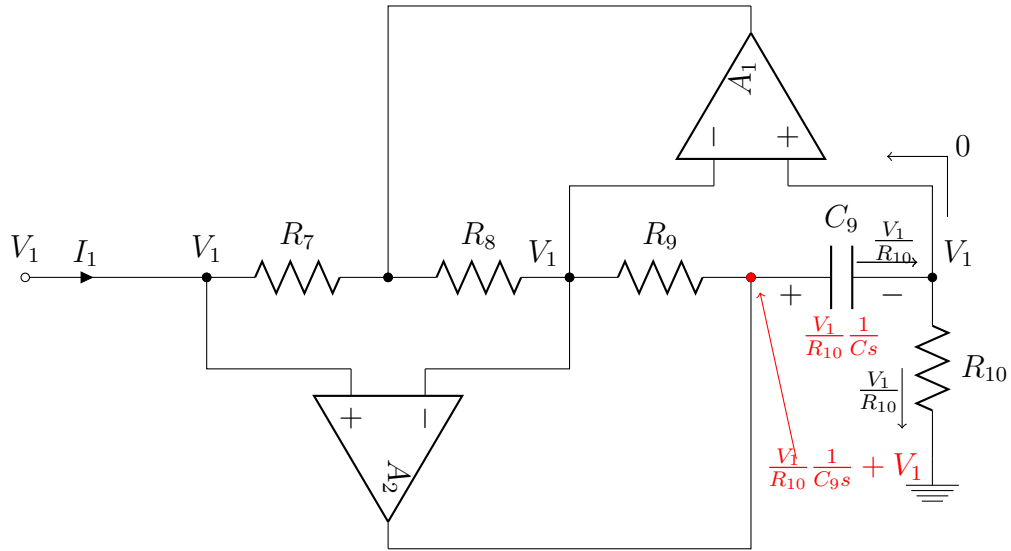 A₁
− +
0
V₁ I₁ V₁ R₇ R₈ V₁ R₉ C₉ V₁/R₁₀ V₁
+ −
V₁/R₁₀ 1/Cs
R₁₀
V₁/R₁₀
+ −
A₂
V₁/R₁₀ 1/C₉s + V₁